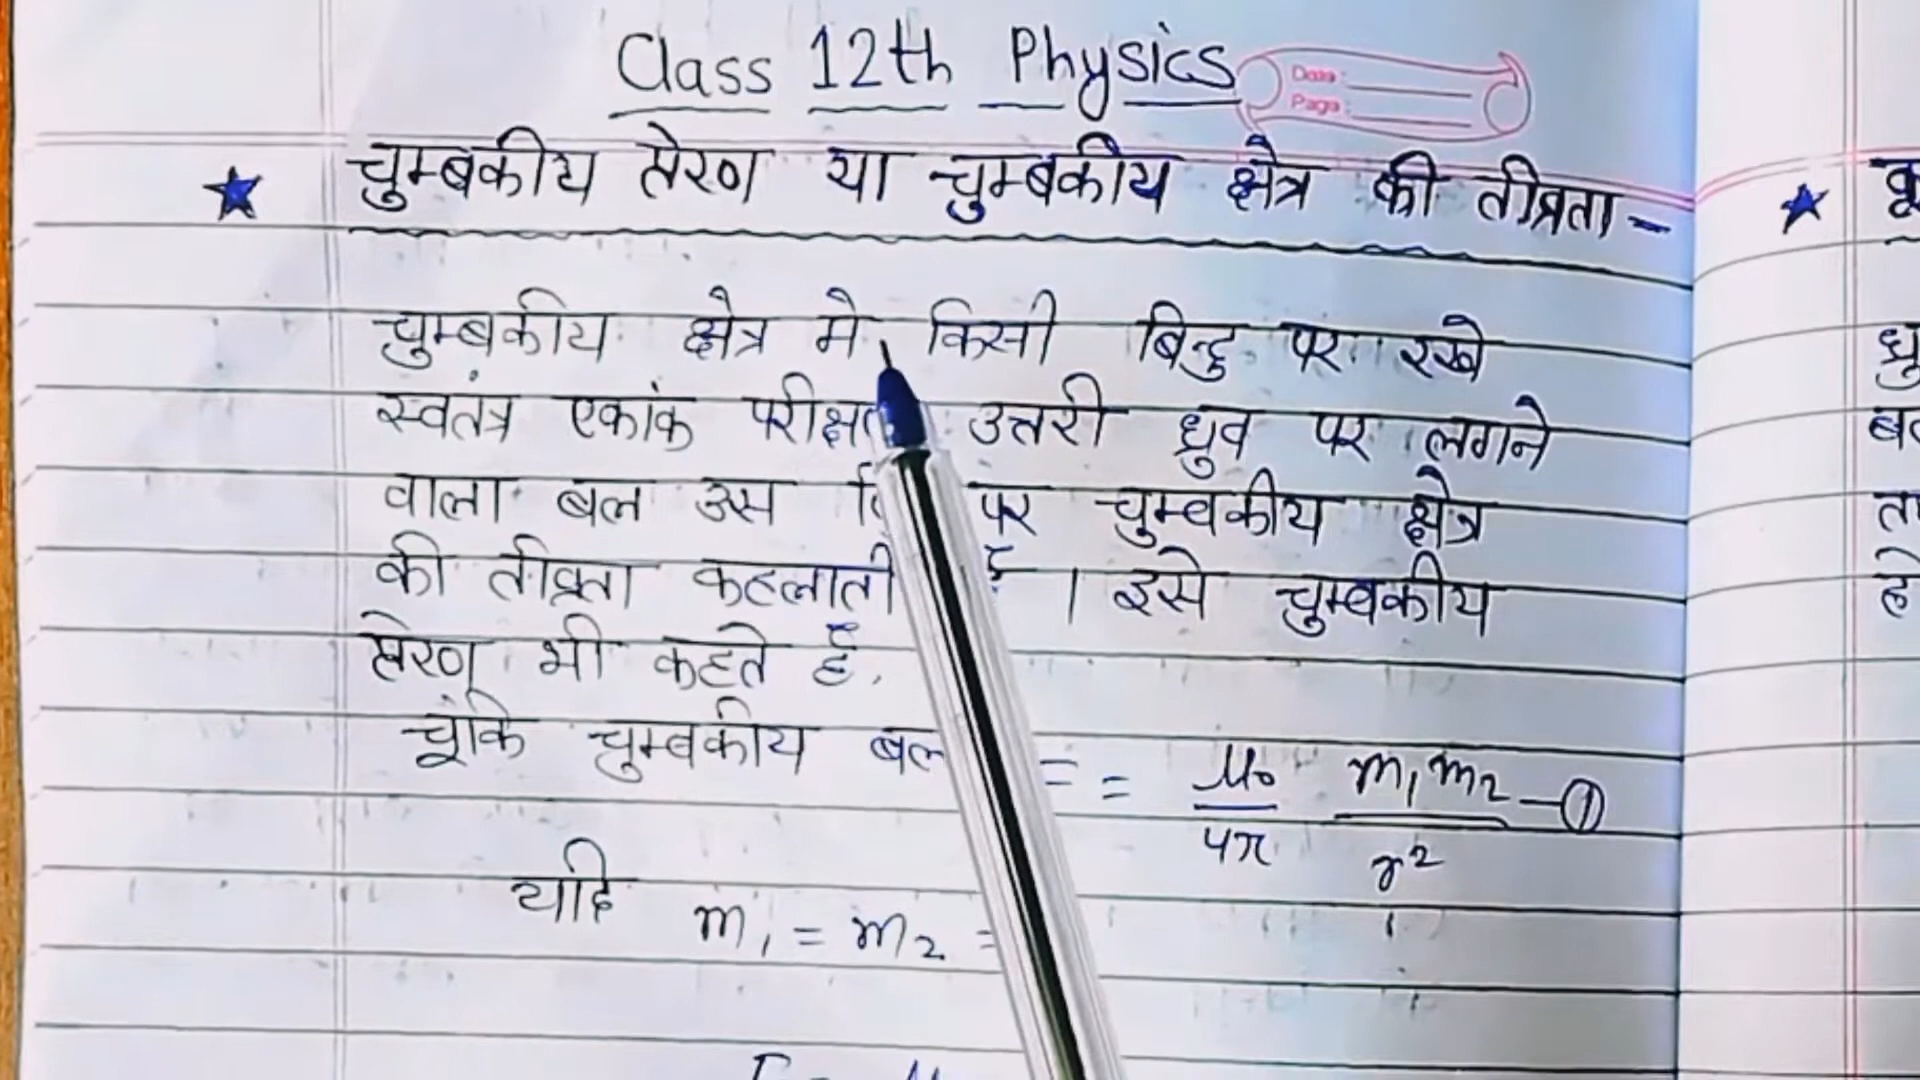 Class 12th Physics
Date :
Page :
★ चुम्बकीय प्रेरण या चुम्बकीय क्षेत्र की तीव्रता -
चुम्बकीय क्षेत्र मे किसी बिन्दु पर रखे
स्वतंत्र एकांक उत्तरी ध्रुव पर लगने
वाला बल उस पर चुम्बकीय क्षेत्र
की तीव्रता कहलाती है । इसे चुम्बकीय
प्रेरण भी कहते है.
चूंकि चुम्बकीय बल = = μ₀/4π m₁m₂/r² —①
यदि m₁ = m₂ =